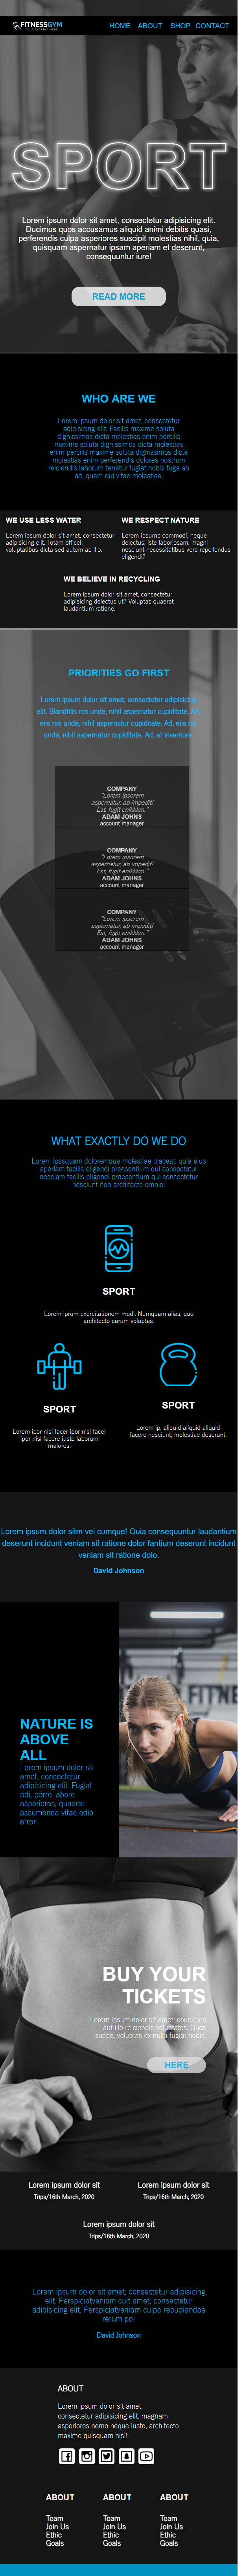 FITNESSGYM
HOME ABOUT SHOP CONTACT
SPORT
Lorem ipsum dolor sit amet, consectetur adipisicing elit.
Ducimus quos accusamus aliquid animi debitis quasi,
perferendis culpa asperiores suscipit molestias nihil, quia,
quisquam aspernatur ipsam aperiam et deserunt,
consequuntur iure!
READ MORE
WHO ARE WE
Lorem ipsum dolor sit amet, consectetur
adipisicing elit. Facilis maxime soluta
dignissimos dicta molestias enim percilis
maxime soluta dignissimos dicta molestias
enim percilis maxime soluta dignissimos dicta
molestias enim perferendis dolores nostrum
reiciendis laborum tenetur fugiat nobis fuga ab
ad, quam qui vitae molestiae.
WE USE LESS WATER
Lorem ipsum dolor sit amet, consectetur
adipisicing elit. Totam officei,
voluptatibus dicta sed autem ab illo.
WE RESPECT NATURE
Lorem ipsumb commodi, neque
delectus, iste laboriosam, magni
nesciunt necessitatibus vero repellendus
eligendi?
WE BELIEVE IN RECYCLING
Lorem ipsum dolor sit amet, consectetur
adipisicing delectus ut? Voluptas quaerat
laudantium ratione.
PRIORITIES GO FIRST
Lorem ipsum dolor sit amet, consectetur adipisicing
elit. Blanditiis ros unde, nihil aspernatur cupiditate. Ad,
eiis ros unde, nihil aspernatur cupiditate. Ad, eiis ros
unde, nihil aspernatur cupiditate. Ad, et inventore.
COMPANY
"Lorem ipsorem
aspernatur, ab impedit!
Est, fugit enikkkm."
ADAM JOHNS
account manager
COMPANY
"Lorem ipsorem
aspernatur, ab impedit!
Est, fugit enikkkm."
ADAM JOHNS
account manager
COMPANY
"Lorem ipsorem
aspernatur, ab impedit!
Est, fugit enikkkm."
ADAM JOHNS
account manager
WHAT EXACTLY DO WE DO
Lorem ipssquam doloremque molestiae placeat, quia eius
aperiam facilis eligendi praesentium qui consectetur
nesciam facilis eligendi praesentium qui consectetur
nesciunt non architecto omnis!
SPORT
Lorem iprum exercitationem modi. Numquam alias, quo
architecto earum voluptas.
SPORT
Lorem ipor nisi facer ipor nisi facer
ipor nisi facere iusto laborum
maiores.
SPORT
Lorem ip, aliquid aliquid aliquid
facere nesciunt, molestiae deserunt.
Lorem ipsum dolor sitm vel cumque! Quia consequuntur laudantium
deserunt incidunt veniam sit ratione dolor fantium deserunt incidunt
veniam sit ratione dolo.
David Johnson
NATURE IS
ABOVE
ALL
Lorem ipsum dolor sit
amet, consectetur
adipisicing elit. Fugiat
pdi, porro labore
asperiores, quaerat
assumenda vitae odio
error.
BUY YOUR
TICKETS
Lorem ipsum dolor sit amet, cous cum
aut illo reiciendis voluptates. Quos
saepe, voluptas ex nulla fugiat nobis.
HERE
Lorem ipsum dolor sit
Trips/16th March, 2020
Lorem ipsum dolor sit
Trips/16th March, 2020
Lorem ipsum dolor sit
Trips/16th March, 2020
Lorem ipsum dolor sit amet, consectetur adipisicing
elit. Perspiciatveniam cuit amet, consectetur
adipisicing elit. Perspiciatveniam culpa repudiandae
rerum po!
David Johnson
ABOUT
Lorem ipsum dolor sit amet,
consectetur adipisicing elit. magnam
asperiores nemo neque iusto, architecto
maxime quisquam nisi!
ABOUT
Team
Join Us
Ethic
Goals
ABOUT
Team
Join Us
Ethic
Goals
ABOUT
Team
Join Us
Ethic
Goals